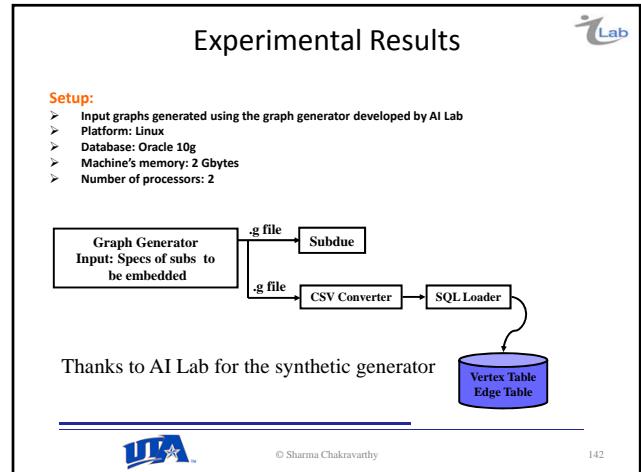 Experimental Results
Lab
Setup:
➢ Input graphs generated using the graph generator developed by AI Lab
➢ Platform: Linux
➢ Database: Oracle 10g
➢ Machine's memory: 2 Gbytes
➢ Number of processors: 2
Graph Generator
Input: Specs of subs to
be embedded
.g file
Subdue
.g file
CSV Converter
SQL Loader
Vertex Table
Edge Table
Thanks to AI Lab for the synthetic generator
UTA
© Sharma Chakravarthy
142